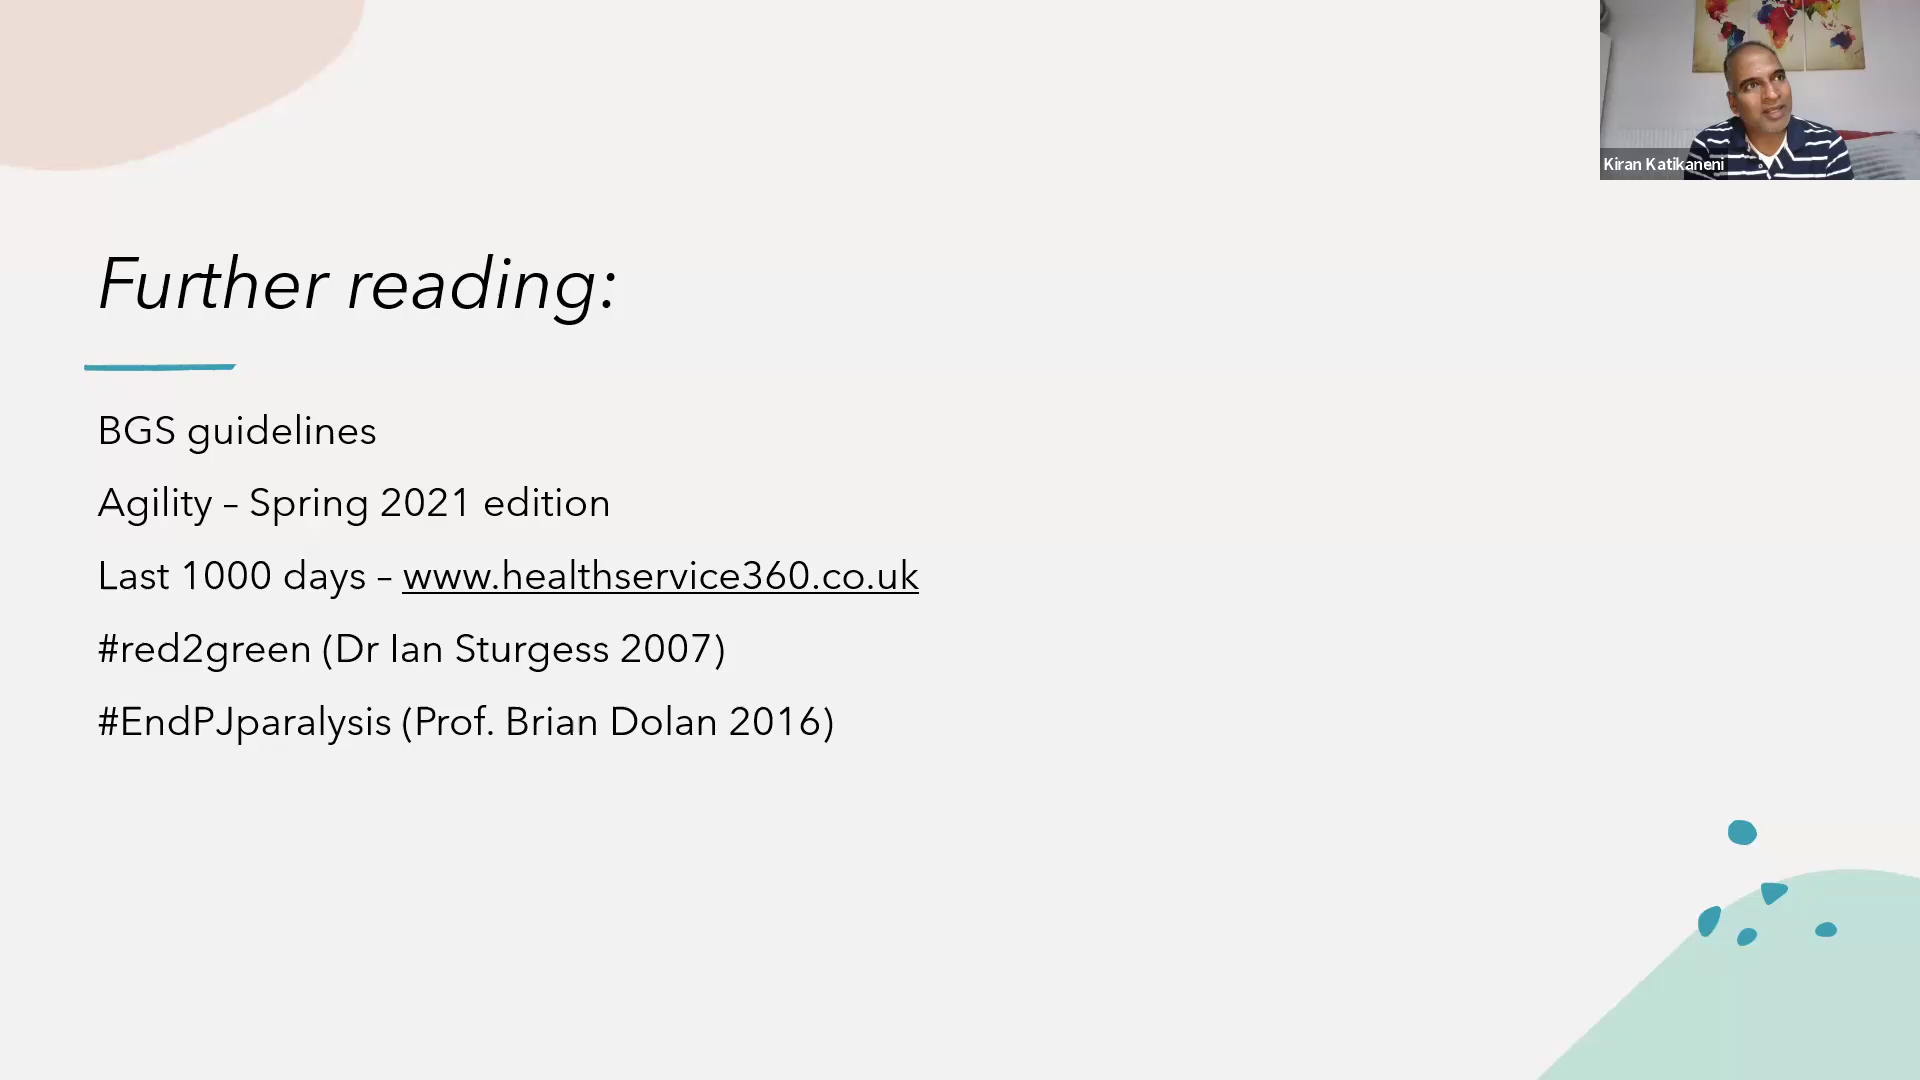 Kiran Katikaneni
Further reading:
BGS guidelines
Agility – Spring 2021 edition
Last 1000 days – www.healthservice360.co.uk
#red2green (Dr Ian Sturgess 2007)
#EndPJparalysis (Prof. Brian Dolan 2016)